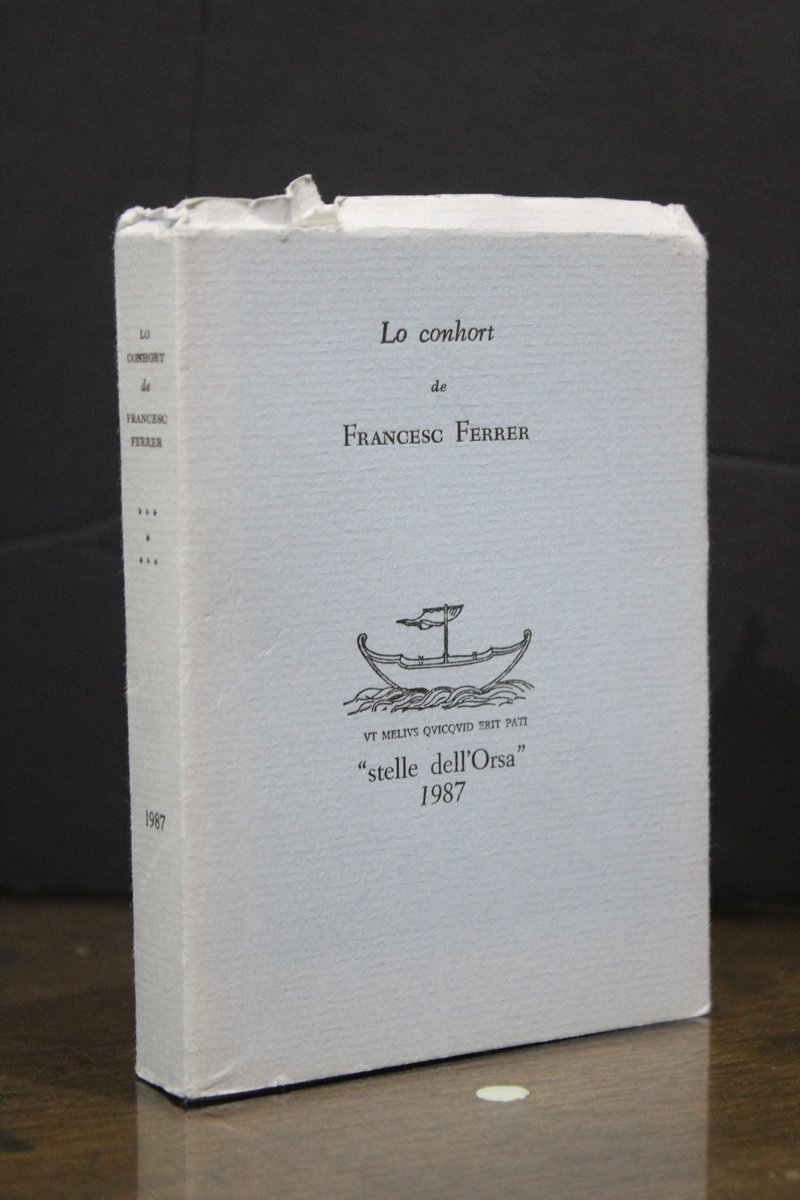 LO
CONHORT
de
FRANCESC
FERRER
1987
Lo conhort
de
FRANCESC FERRER
VT MELIVS QVICQVID ERIT PATI
“stelle dell’Orsa”
1987